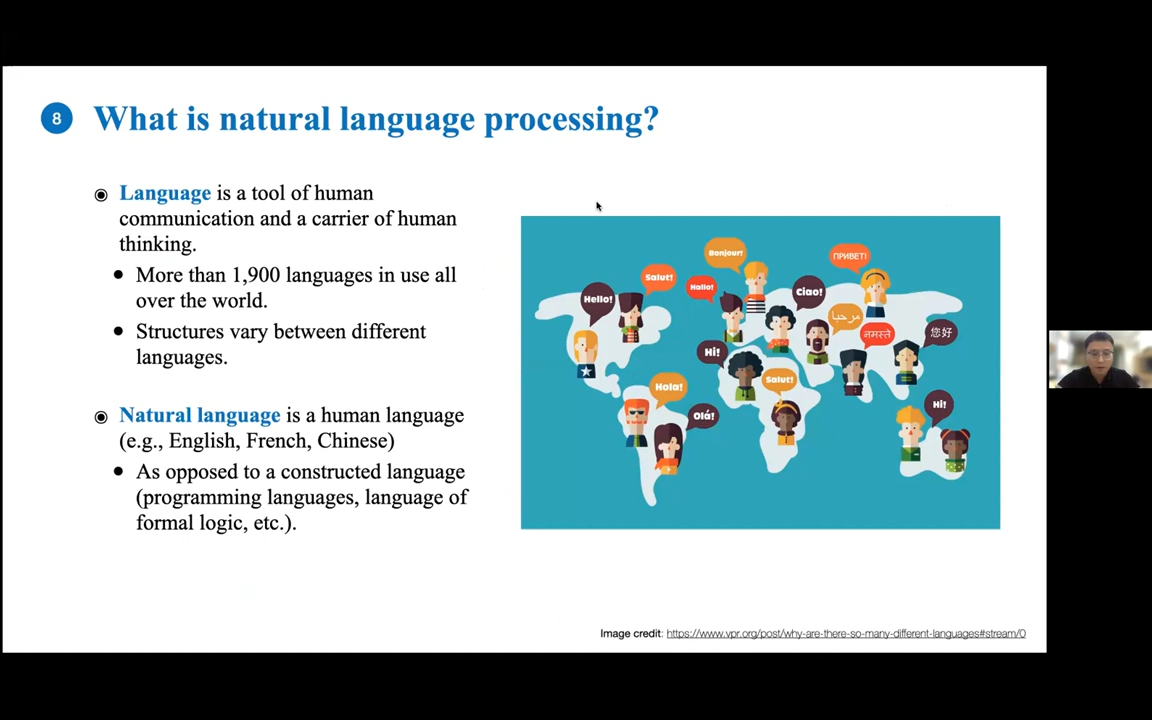 8
What is natural language processing?
Language is a tool of human
communication and a carrier of human
thinking.
More than 1,900 languages in use all
over the world.
Structures vary between different
languages.
Natural language is a human language
(e.g., English, French, Chinese)
As opposed to a constructed language
(programming languages, language of
formal logic, etc.).
Bonjour!
ПРИВЕТ!
Salut!
Hallo!
Ciao!
Hello!
مرحبا
नमस्ते
您好
Hi!
Salut!
Hola!
Olá!
Hi!
Image credit: https://www.vpr.org/post/why-are-there-so-many-different-languages#stream/0